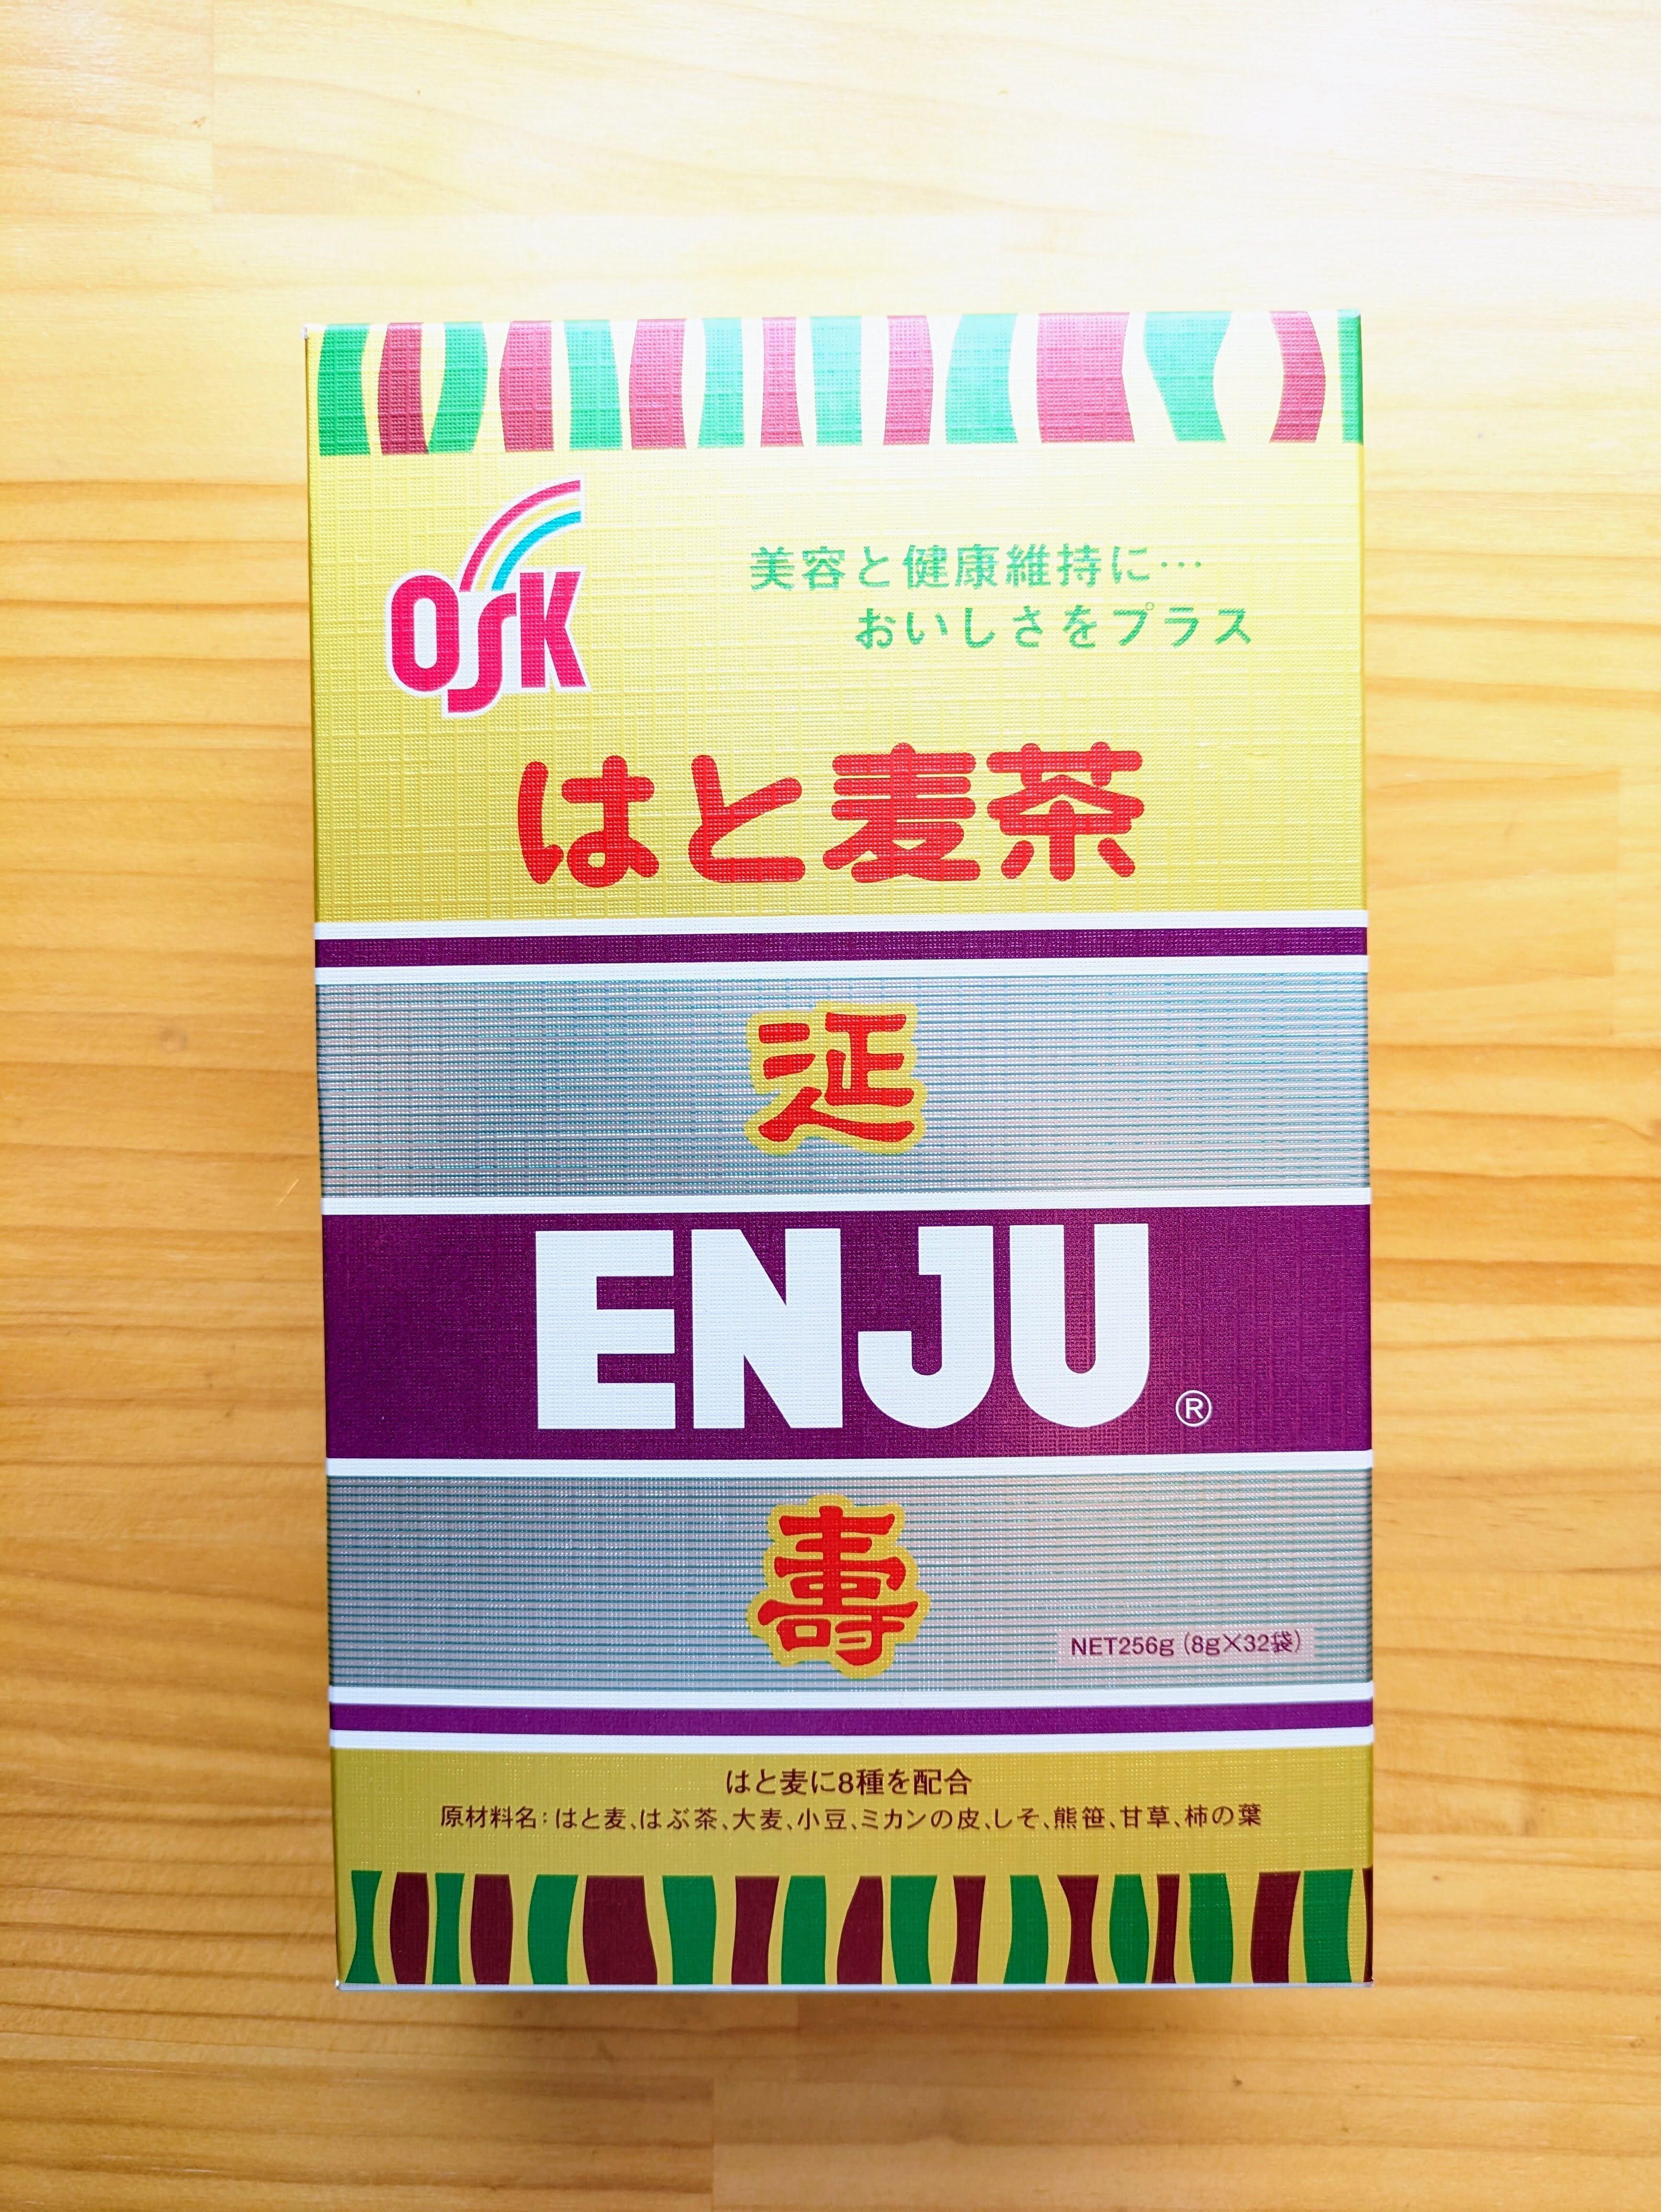 OSK
美容と健康維持に…
おいしさをプラス
はと麦茶
延
ENJU®
壽
NET256g(8g×32袋)
はと麦に8種を配合
原材料名:はと麦、はぶ茶、大麦、小豆、ミカンの皮、しそ、熊笹、甘草、柿の葉